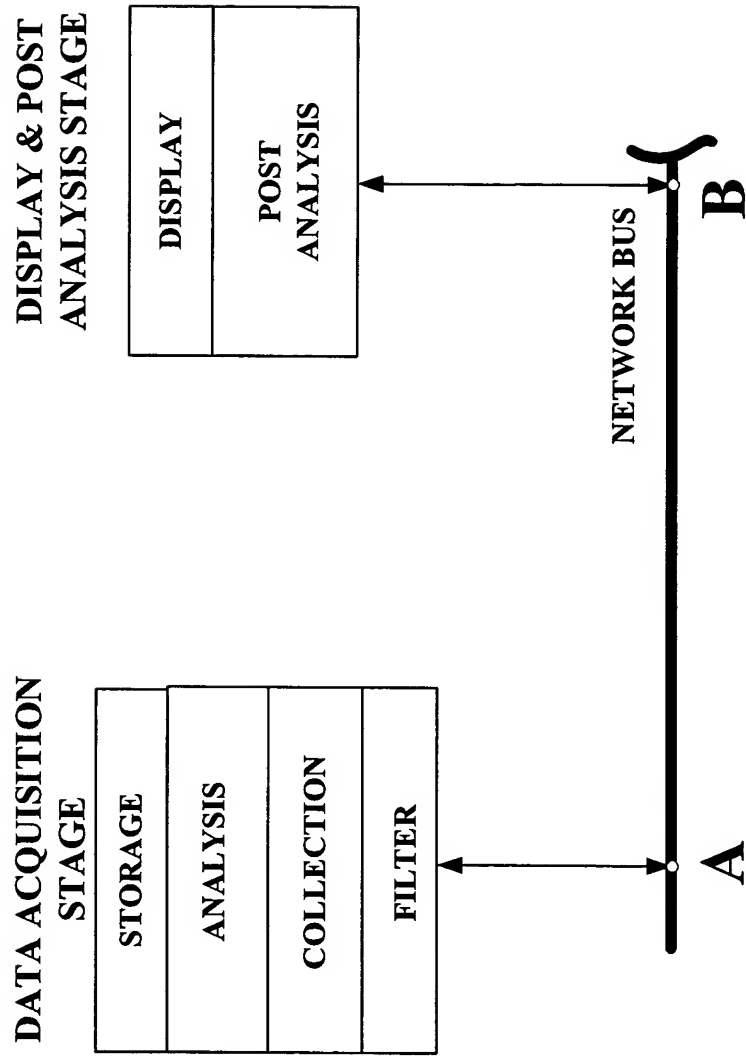 DATA ACQUISITION
STAGE
STORAGE
ANALYSIS
COLLECTION
FILTER
A
DISPLAY & POST
ANALYSIS STAGE
DISPLAY
POST
ANALYSIS
NETWORK BUS
B